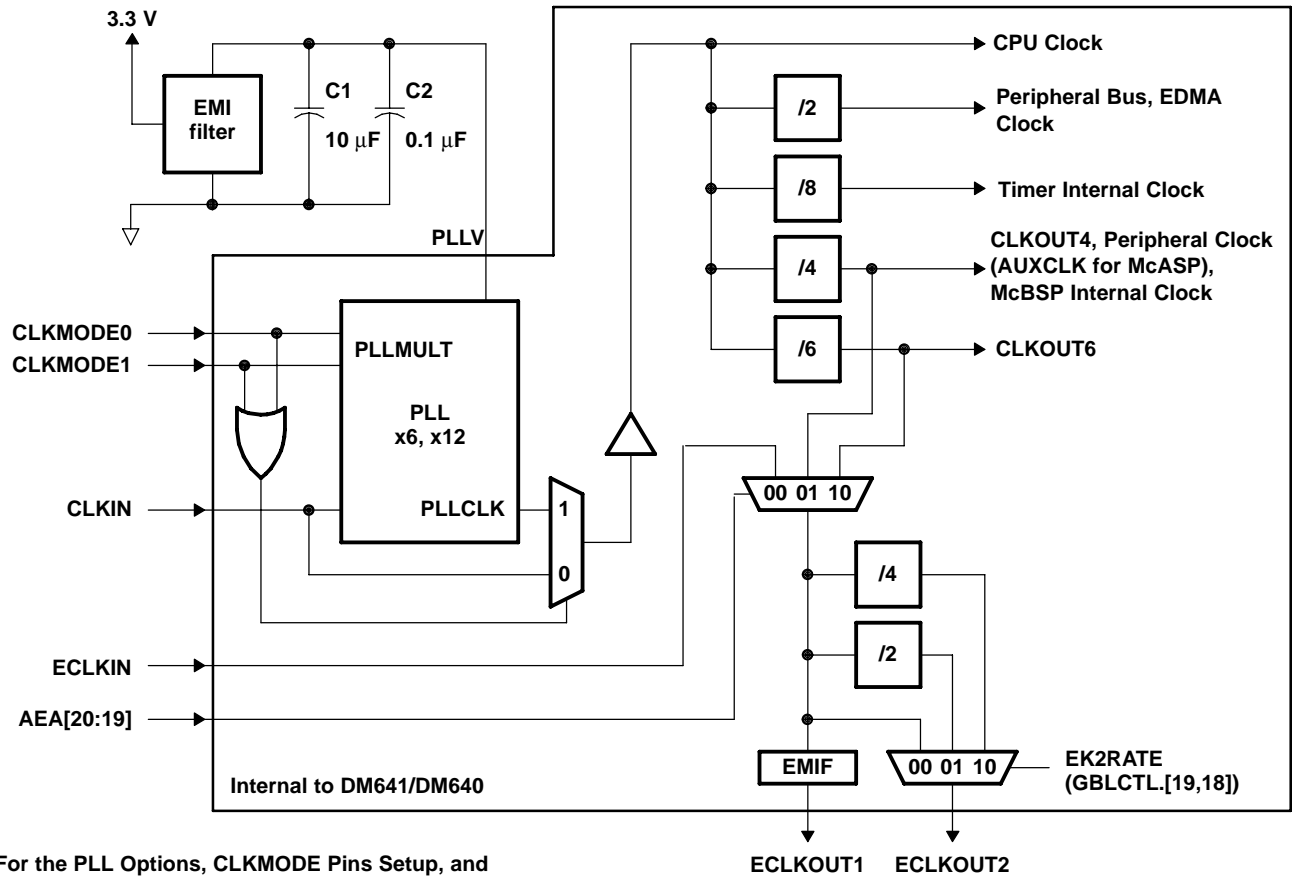 3.3 V
CPU Clock
EMI
filter
C1
C2
10 μF
0.1 μF
/2
Peripheral Bus, EDMA
Clock
/8
Timer Internal Clock
PLLV
/4
CLKOUT4, Peripheral Clock
(AUXCLK for McASP),
McBSP Internal Clock
CLKMODE0
CLKMODE1
PLLMULT
/6
CLKOUT6
PLL
x6, x12
CLKIN
PLLCLK
1
0
00 01 10
/4
/2
ECLKIN
AEA[20:19]
EMIF
00 01 10
EK2RATE
(GBLCTL.[19,18])
Internal to DM641/DM640
ECLKOUT1
ECLKOUT2
For the PLL Options, CLKMODE Pins Setup, and